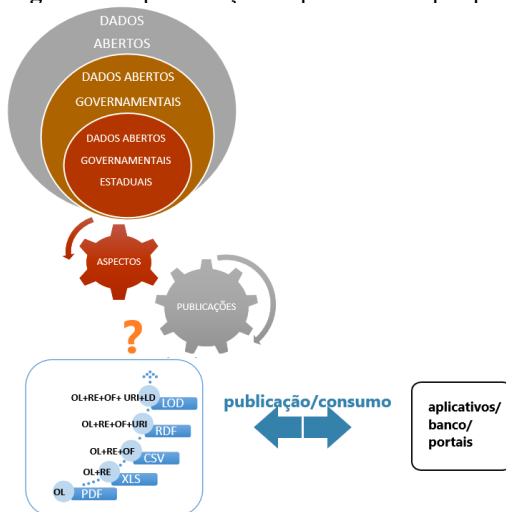 DADOS
ABERTOS
DADOS ABERTOS
GOVERNAMENTAIS
DADOS ABERTOS
GOVERNAMENTAIS
ESTADUAIS
ASPECTOS
PUBLICAÇÕES
?
OL+RE+OF+ URI+LD
LOD
OL+RE+OF+URI
RDF
OL+RE+OF
CSV
OL+RE
XLS
OL
PDF
publicação/consumo
aplicativos/
banco/
portais